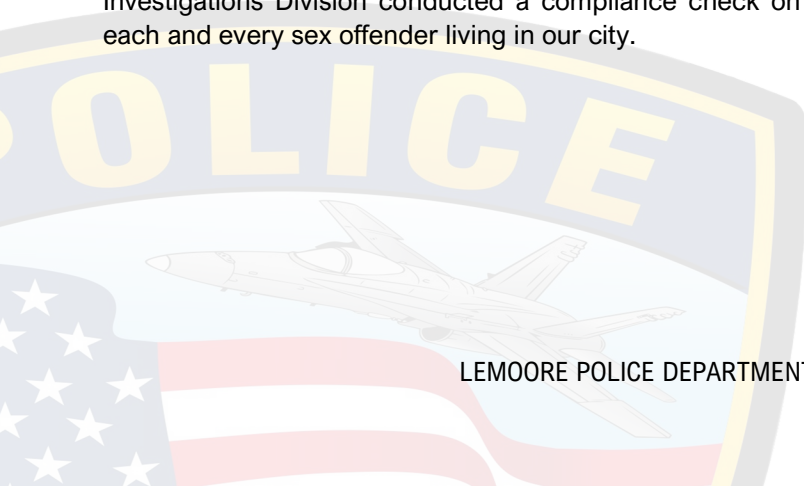 Investigations Division conducted a compliance check on
each and every sex offender living in our city.
POLICE
LEMOORE POLICE DEPARTMENT